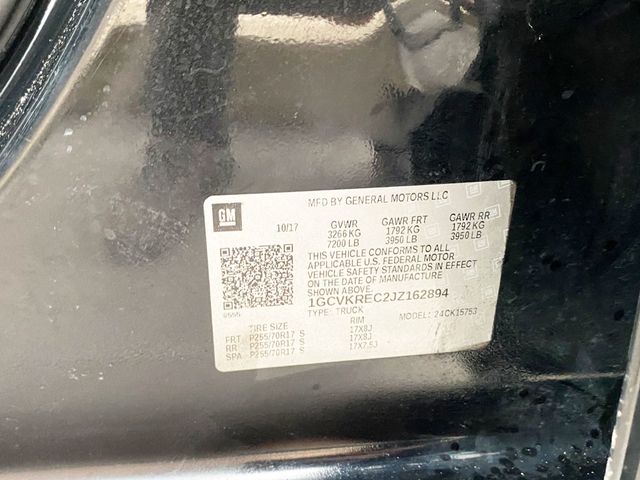 MFD BY GENERAL MOTORS LLC
GM
10/17
GVWR GAWR FRT GAWR RR
3266 KG 1792 KG 1792 KG
7200 LB 3950 LB 3950 LB
THIS VEHICLE CONFORMS TO ALL
APPLICABLE U.S. FEDERAL MOTOR
VEHICLE SAFETY STANDARDS IN EFFECT
ON THE DATE OF MANUFACTURE
SHOWN ABOVE.
1GCVKREC2JZ162894
TYPE: TRUCK MODEL: 24CK15753
TIRE SIZE RIM
FRT P255/70R17 S 17X8J
RR P255/70R17 S 17X8J
SPA P255/70R17 S 17X7.5J